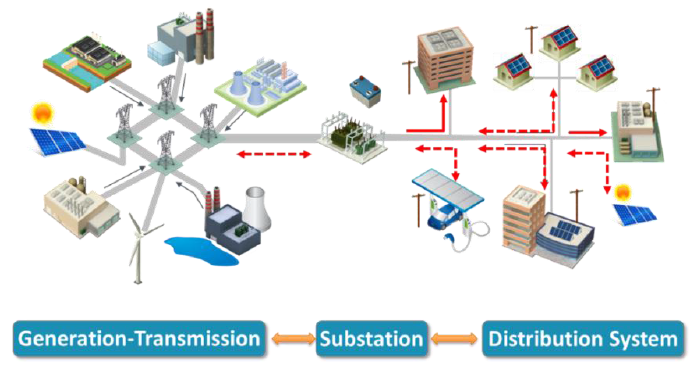 Generation-Transmission
Substation
Distribution System